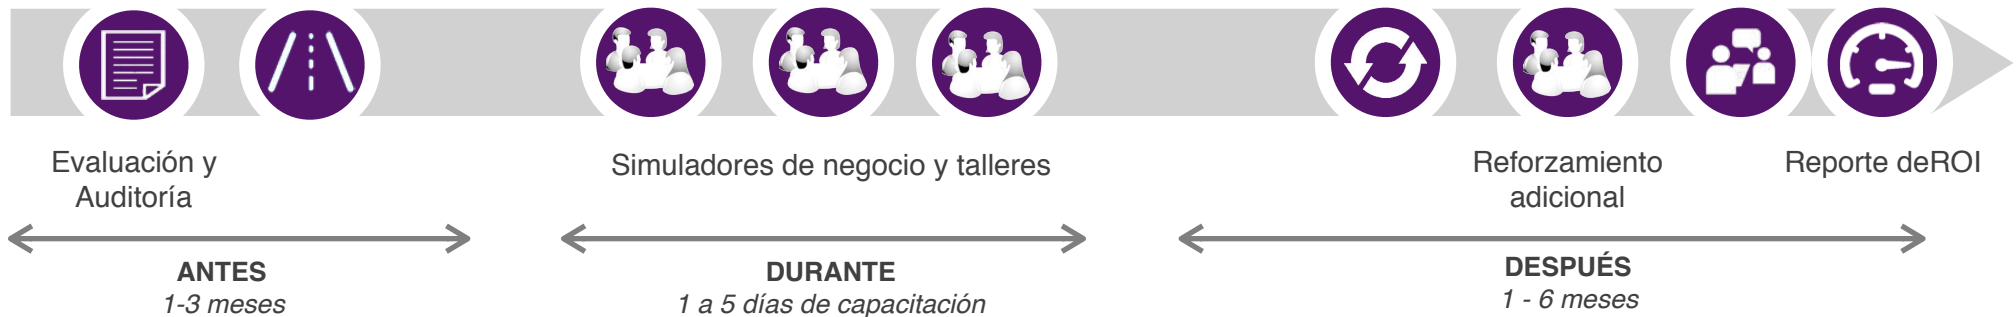 Evaluación y
Auditoría
Simuladores de negocio y talleres
Reforzamiento
adicional
Reporte deROI
ANTES
1-3 meses
DURANTE
1 a 5 días de capacitación
DESPUÉS
1 - 6 meses